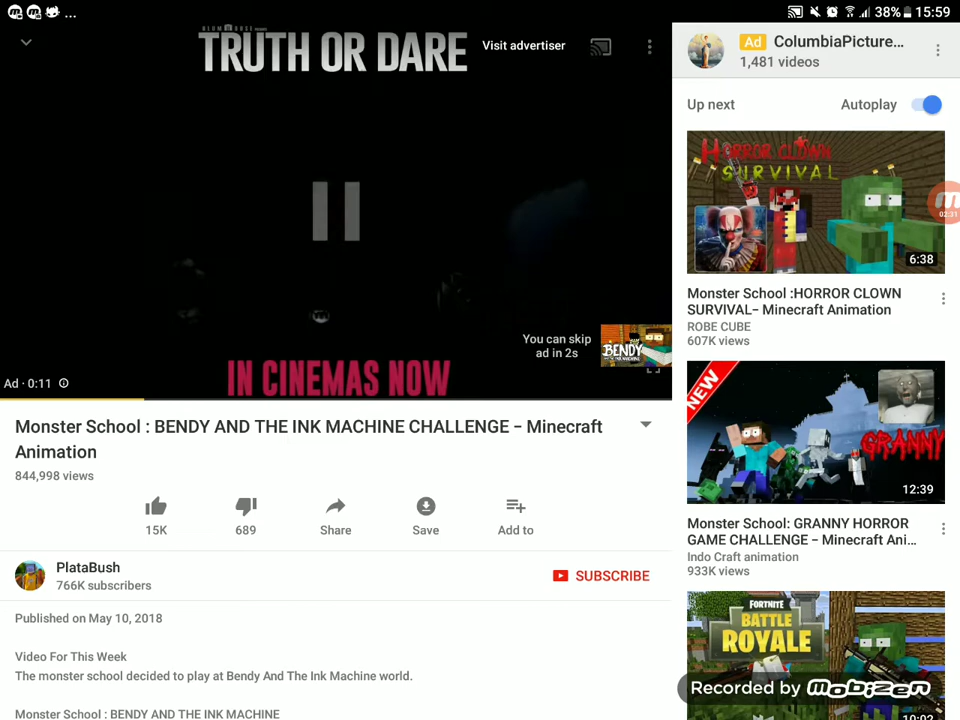 ...
38% 15:59
BLUMHOUSE
TRUTH OR DARE
Visit advertiser
Ad ColumbiaPicture...
1,481 videos
Up next
Autoplay
HORROR CLOWN
SURVIVAL
02:31
6:38
Monster School :HORROR CLOWN
SURVIVAL– Minecraft Animation
ROBE CUBE
607K views
You can skip
ad in 2s
BENDY
IN CINEMAS NOW
Ad · 0:11
NEW
GRANNY
12:39
Monster School : BENDY AND THE INK MACHINE CHALLENGE – Minecraft
Animation
844,998 views
15K
689
Share
Save
Add to
Monster School: GRANNY HORROR
GAME CHALLENGE – Minecraft Ani...
Indo Craft animation
933K views
PlataBush
766K subscribers
SUBSCRIBE
Published on May 10, 2018
Video For This Week
The monster school decided to play at Bendy And The Ink Machine world.
Monster School : BENDY AND THE INK MACHINE
FORTNITE
BATTLE
ROYALE
Recorded by mobizen
10:02